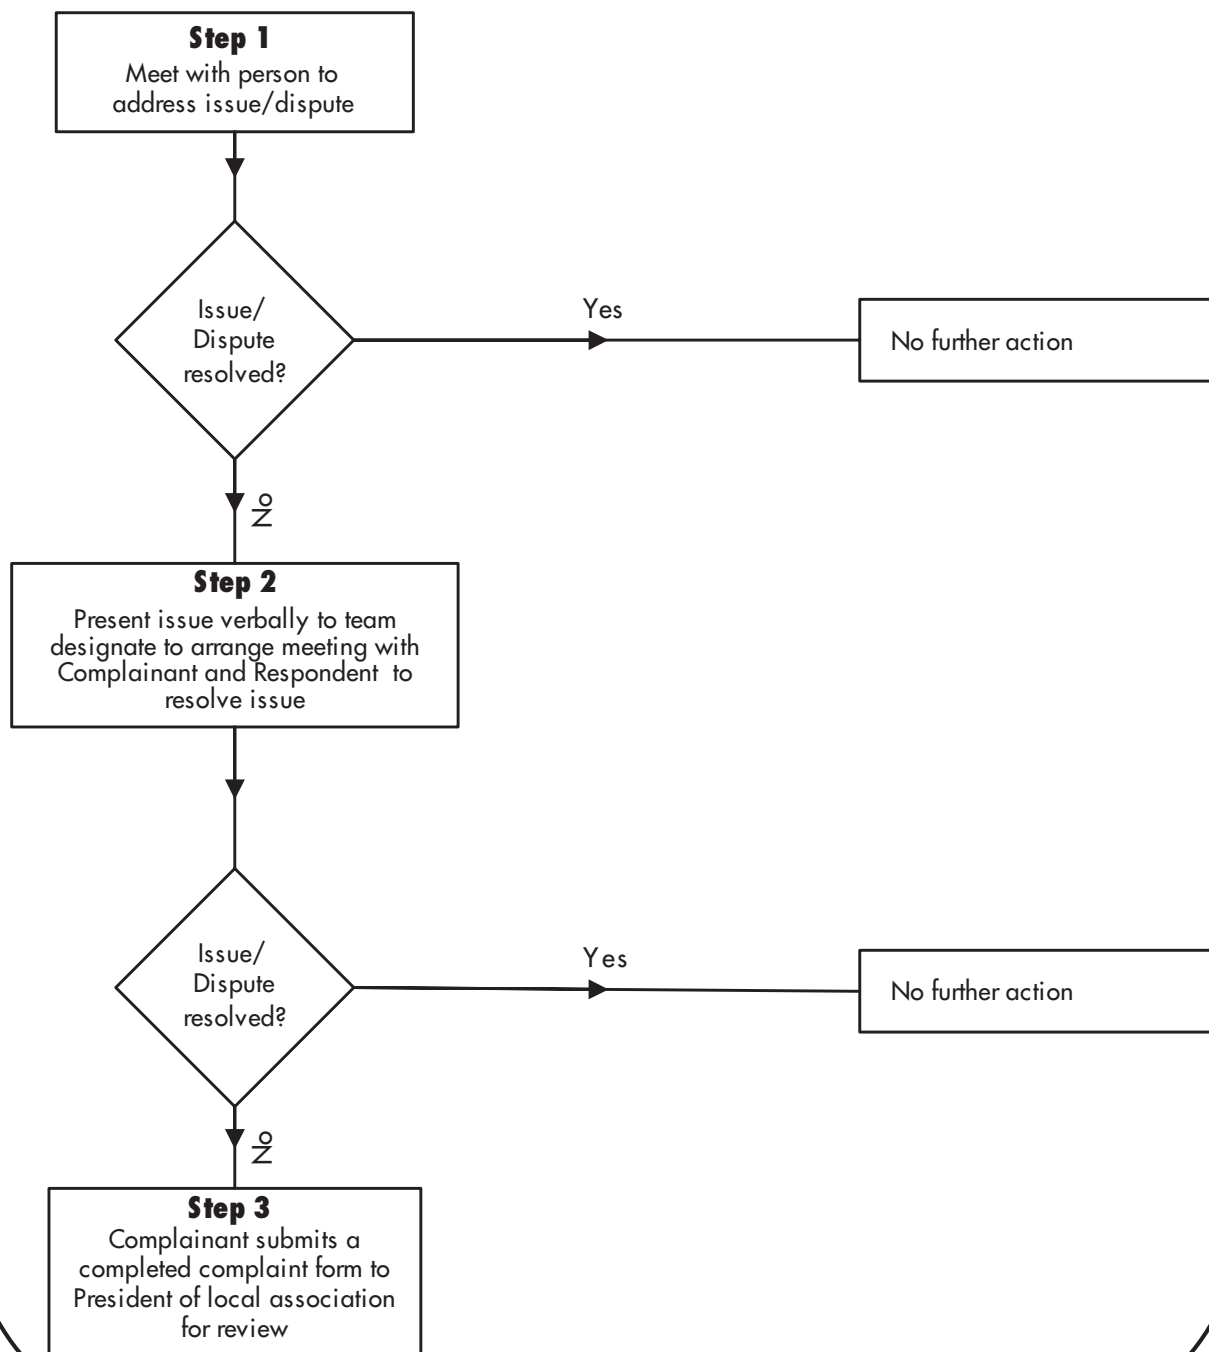 Step 1
Meet with person to
address issue/dispute
Issue/
Dispute
resolved?
Yes
No further action
No
Step 2
Present issue verbally to team
designate to arrange meeting with
Complainant and Respondent to
resolve issue
Issue/
Dispute
resolved?
Yes
No further action
No
Step 3
Complainant submits a
completed complaint form to
President of local association
for review